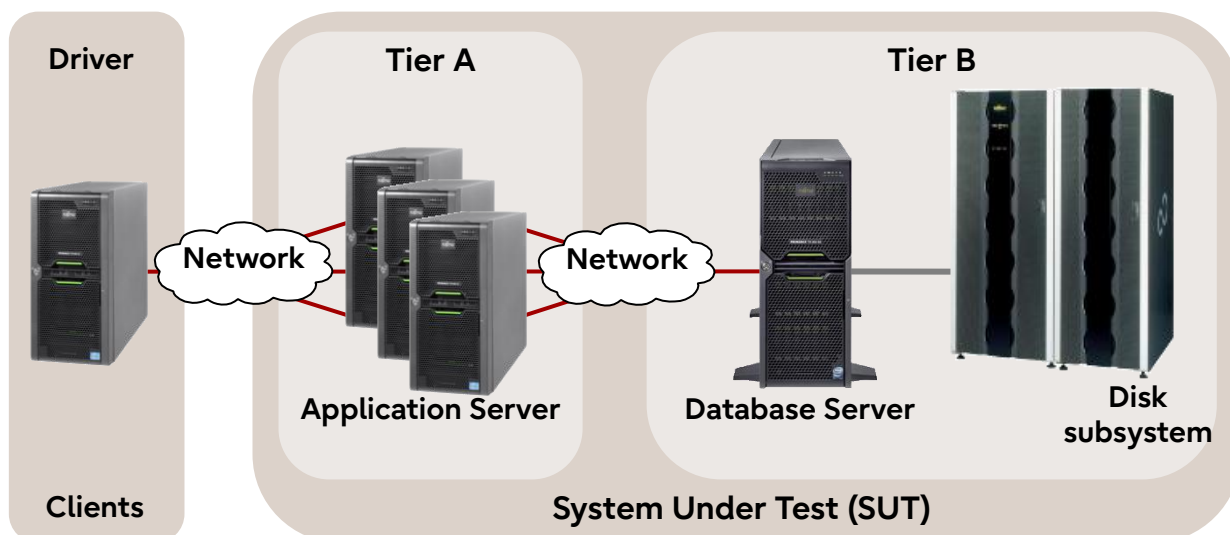 Driver
Tier A
Tier B
Network
Network
Application Server
Database Server
Disk
subsystem
Clients
System Under Test (SUT)